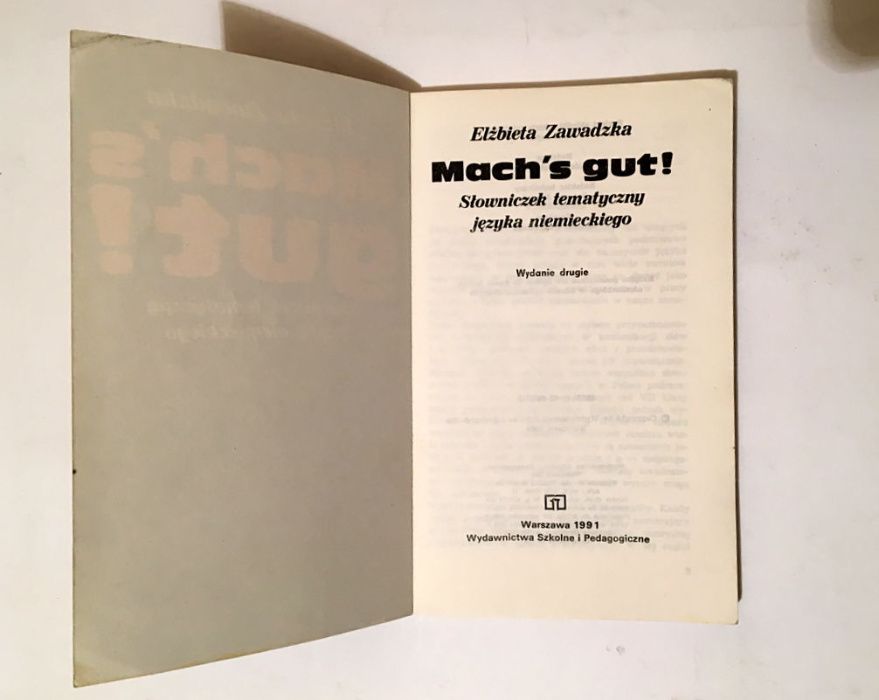 Elżbieta Zawadzka
Mach's gut!
Słowniczek tematyczny
języka niemieckiego
Wydanie drugie
Warszawa 1991
Wydawnictwa Szkolne i Pedagogiczne